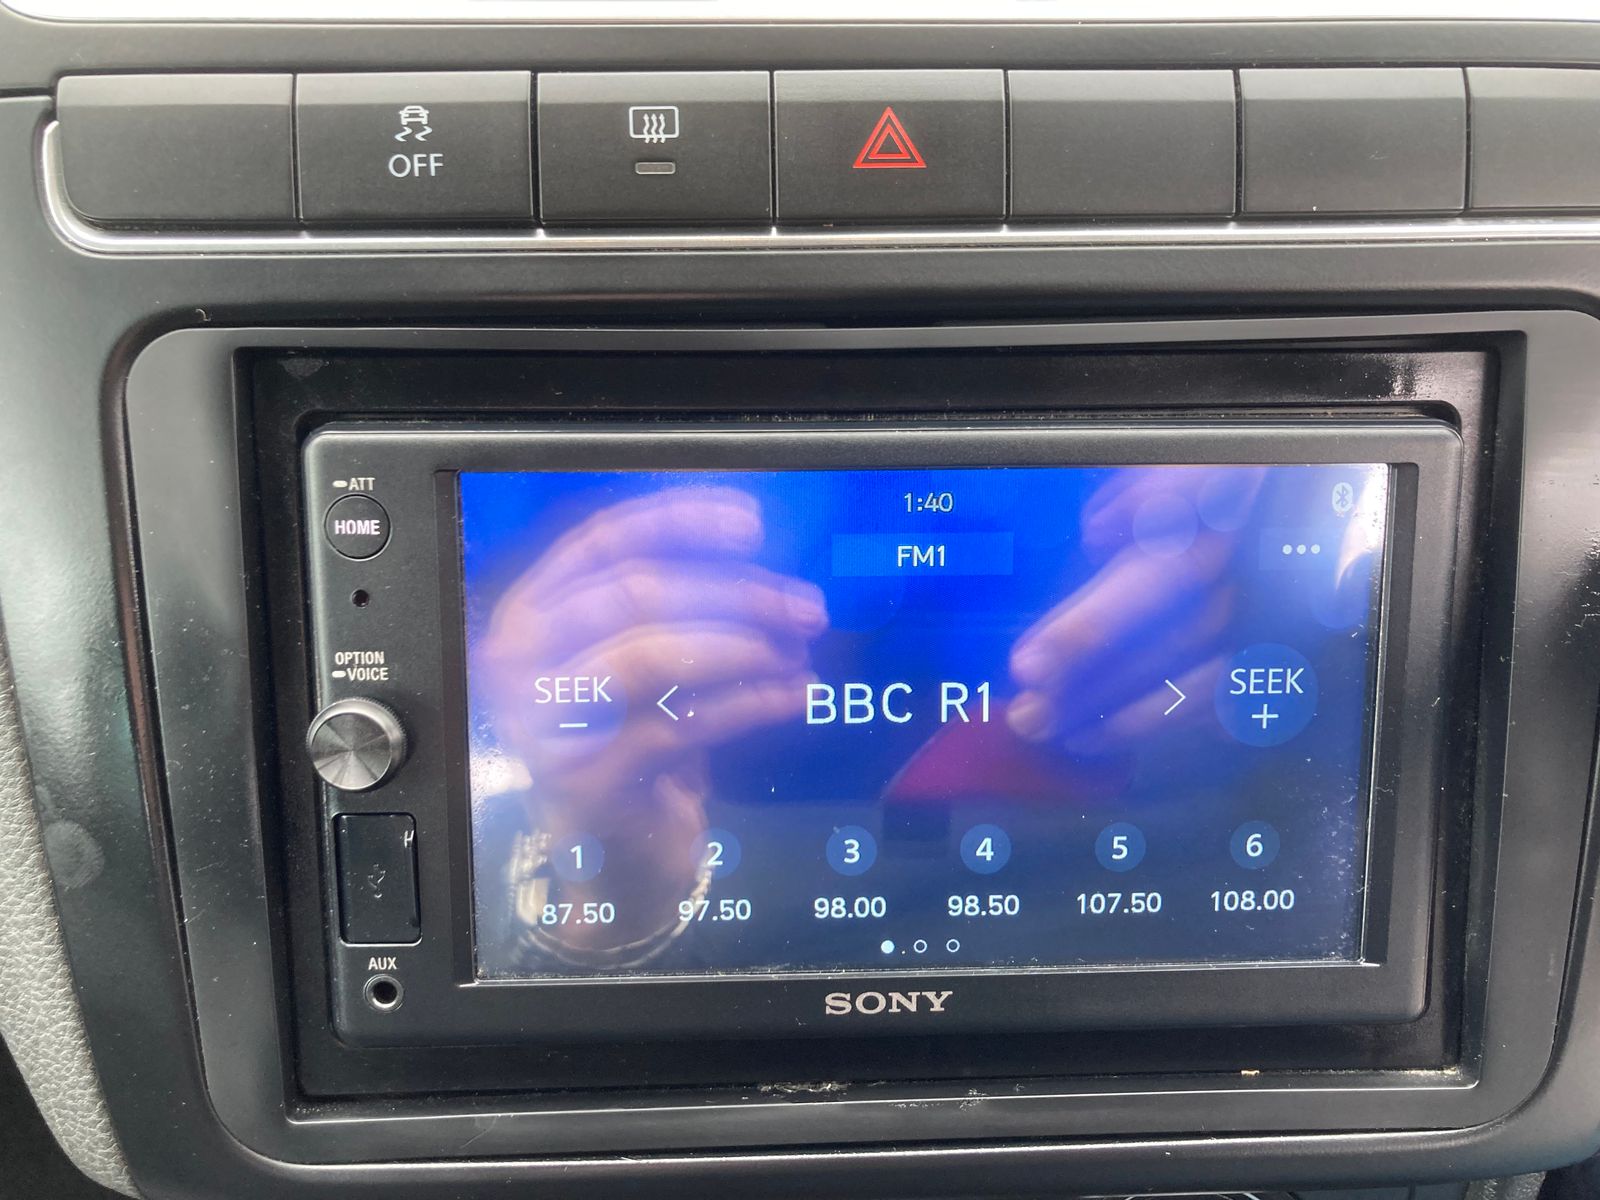 OFF
ATT
HOME
OPTION
VOICE
AUX
1:40
FM1
•••
SEEK
–
<
BBC R1
>
SEEK
+
1 2 3 4 5 6
87.50 97.50 98.00 98.50 107.50 108.00
SONY